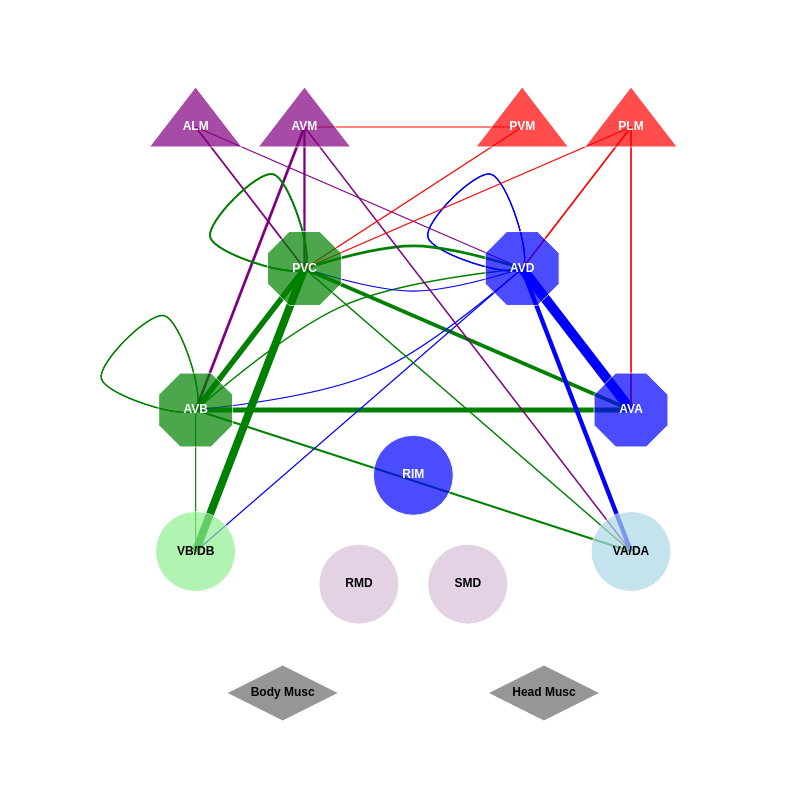 ALM
AVM
PVM
PLM
PVC
AVD
AVB
AVA
RIM
VB/DB
VA/DA
RMD
SMD
Body Musc
Head Musc